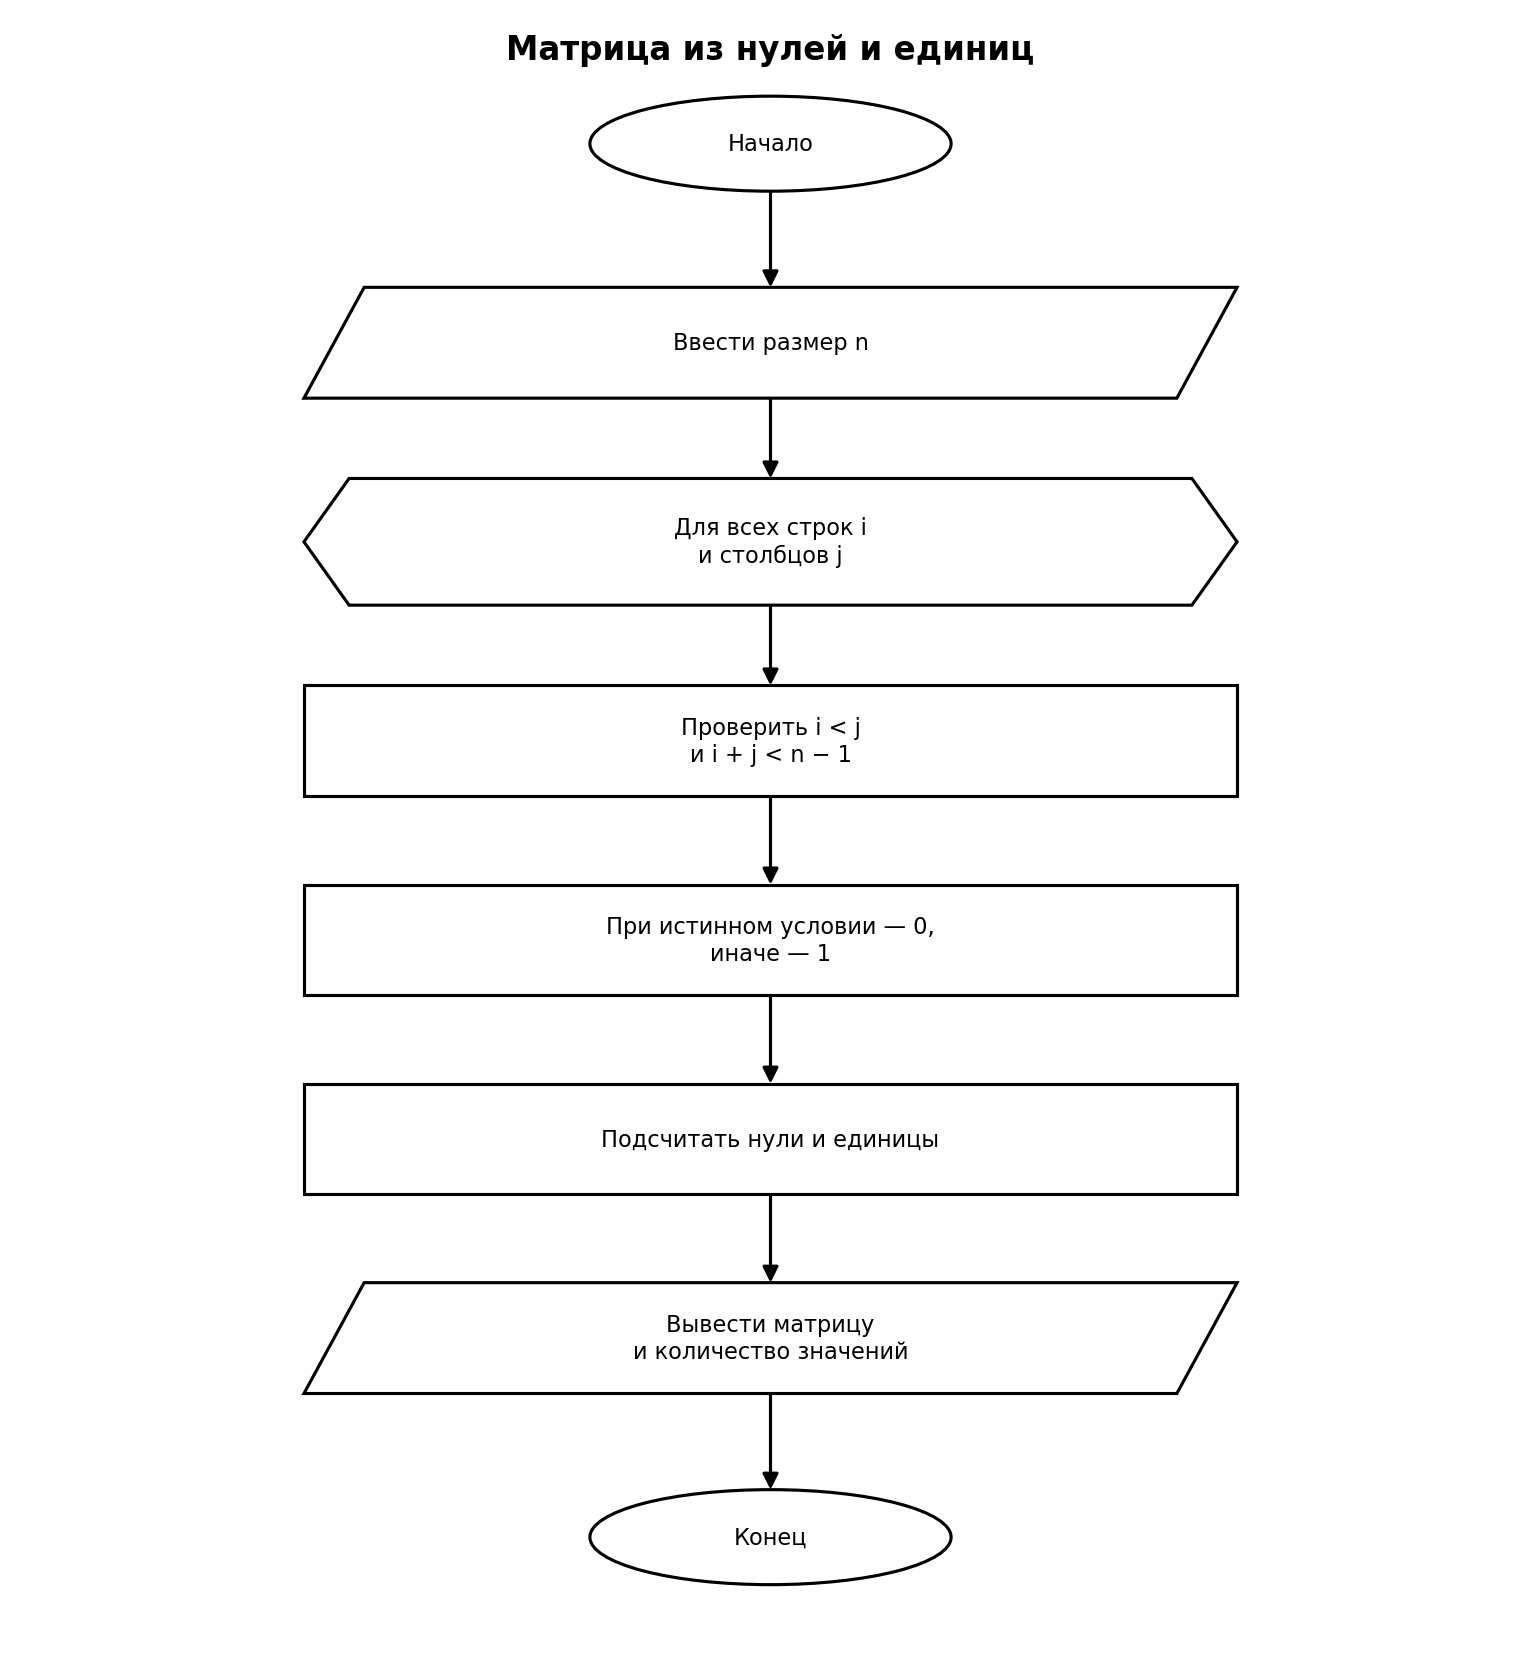 Матрица из нулей и единиц
Начало
Ввести размер n
Для всех строк i
и столбцов j
Проверить i < j
и i + j < n − 1
При истинном условии — 0,
иначе — 1
Подсчитать нули и единицы
Вывести матрицу
и количество значений
Конец